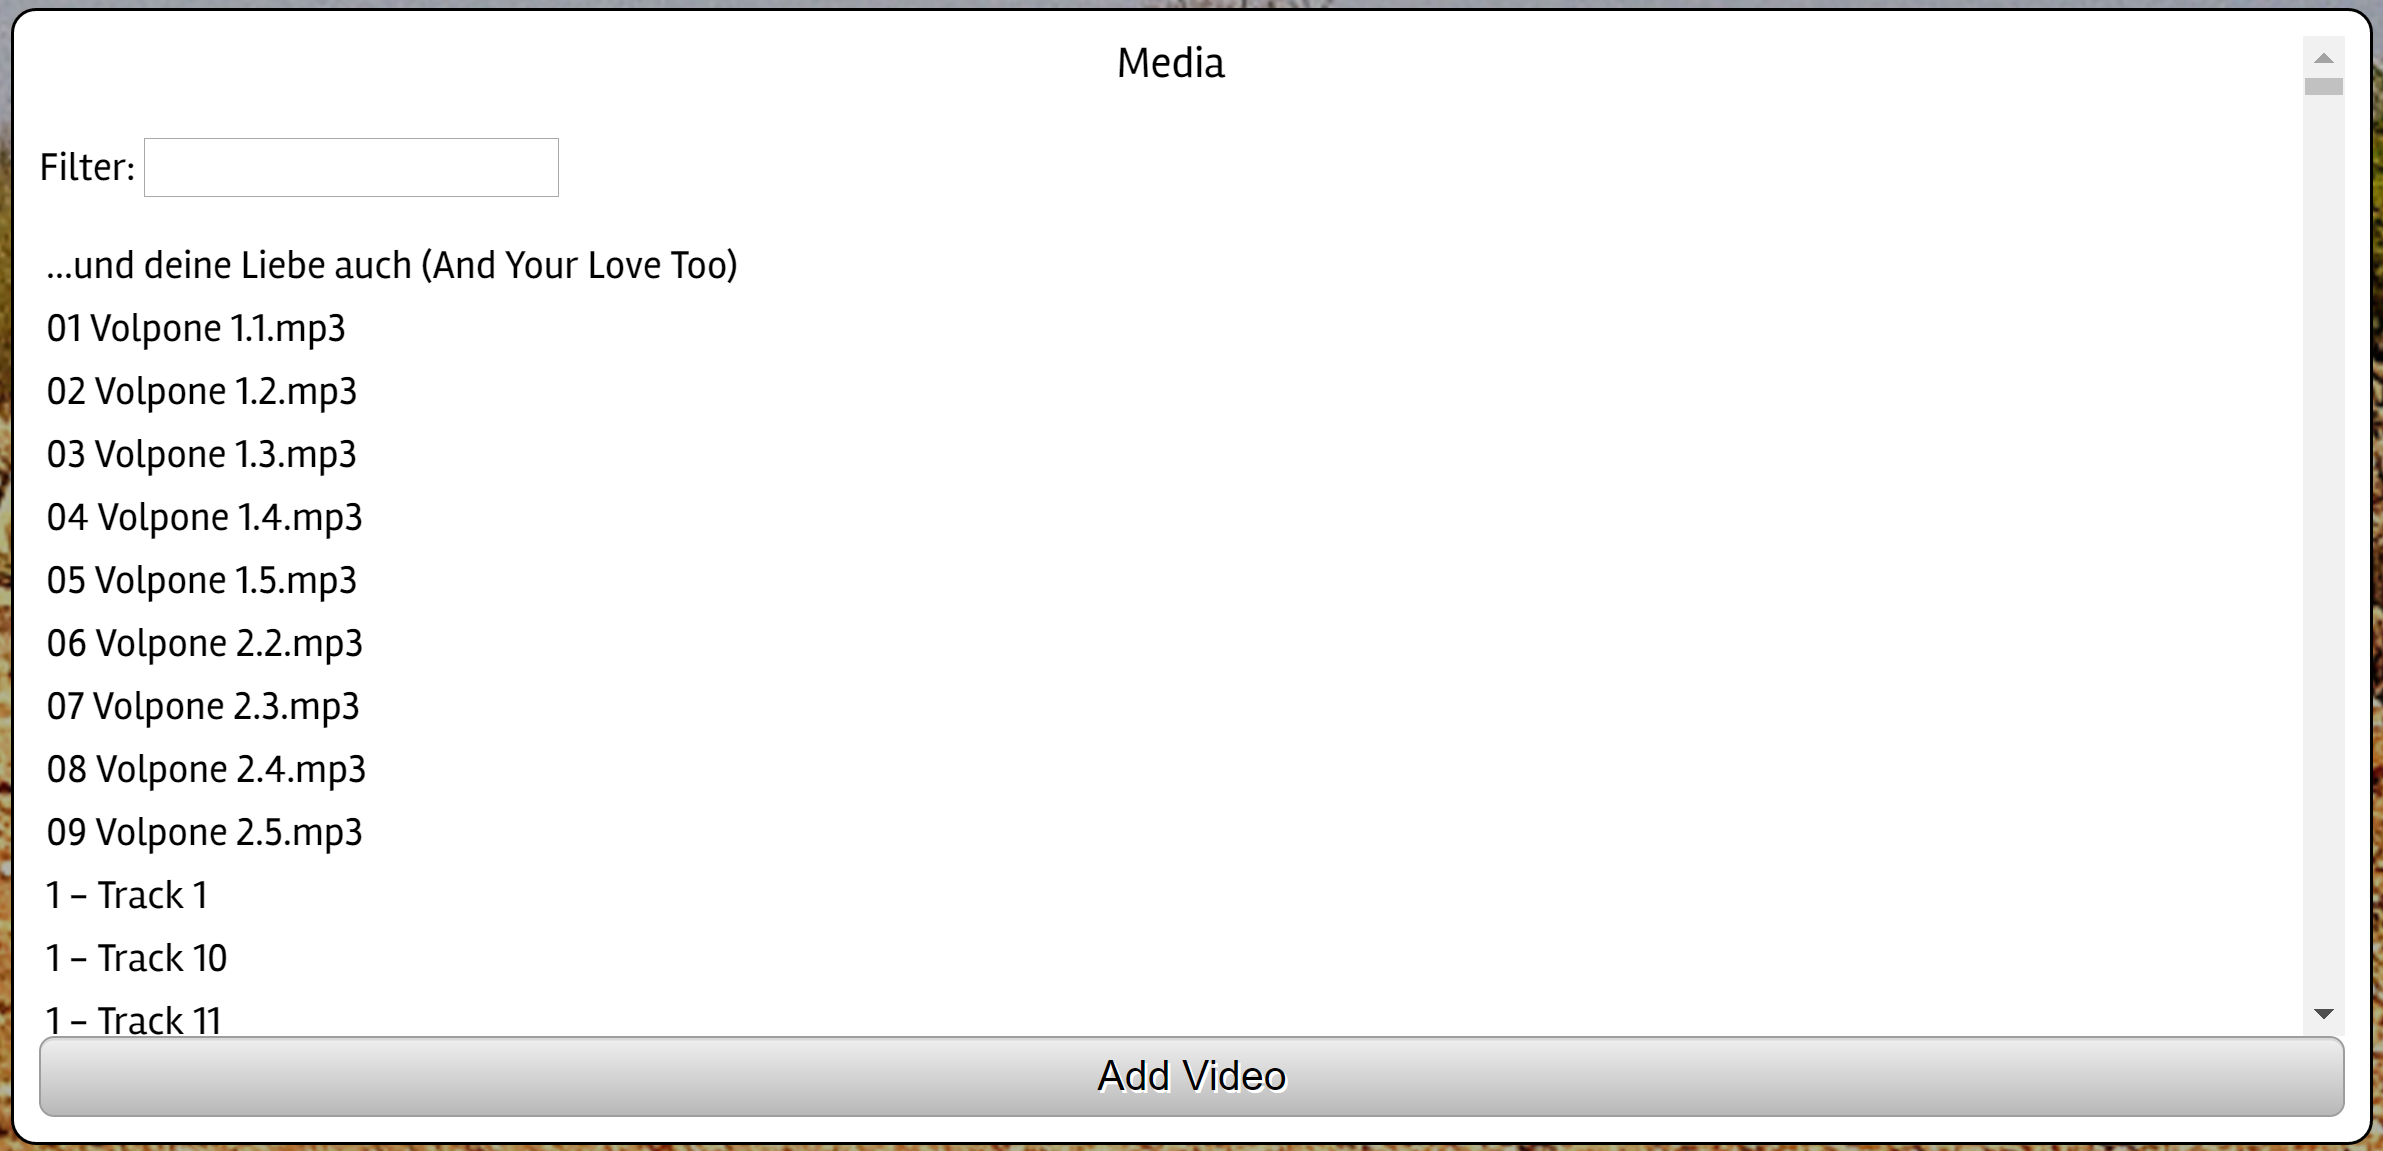 Media
Filter:
...und deine Liebe auch (And Your Love Too)
01 Volpone 1.1.mp3
02 Volpone 1.2.mp3
03 Volpone 1.3.mp3
04 Volpone 1.4.mp3
05 Volpone 1.5.mp3
06 Volpone 2.2.mp3
07 Volpone 2.3.mp3
08 Volpone 2.4.mp3
09 Volpone 2.5.mp3
1 – Track 1
1 – Track 10
1 – Track 11
Add Video